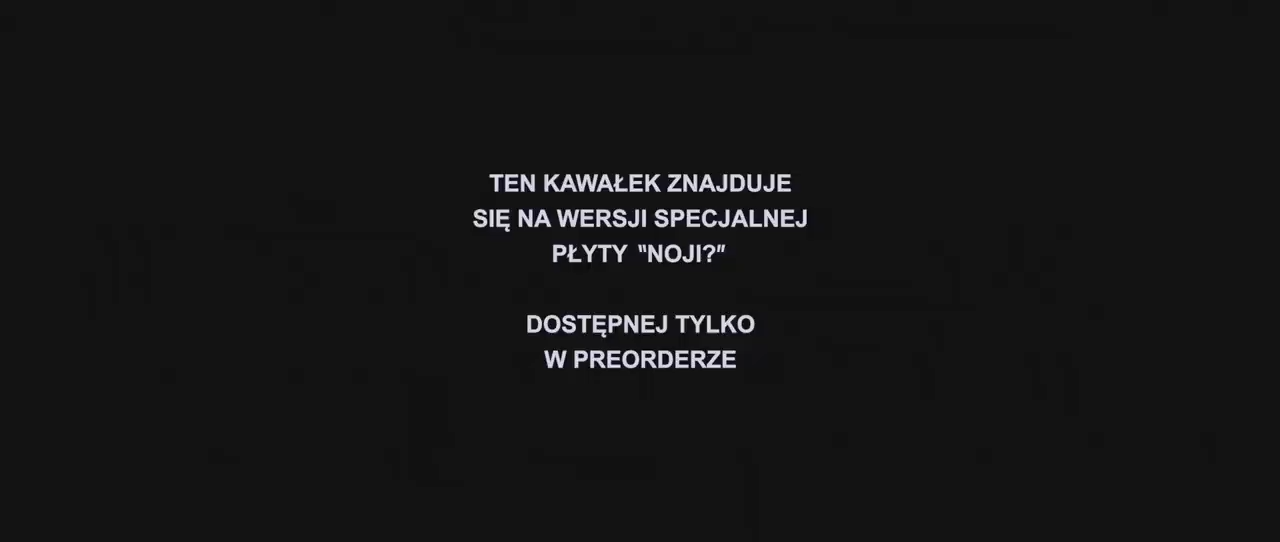 TEN KAWAŁEK ZNAJDUJE
SIĘ NA WERSJI SPECJALNEJ
PŁYTY "NOJI?"
DOSTĘPNEJ TYLKO
W PREORDERZE